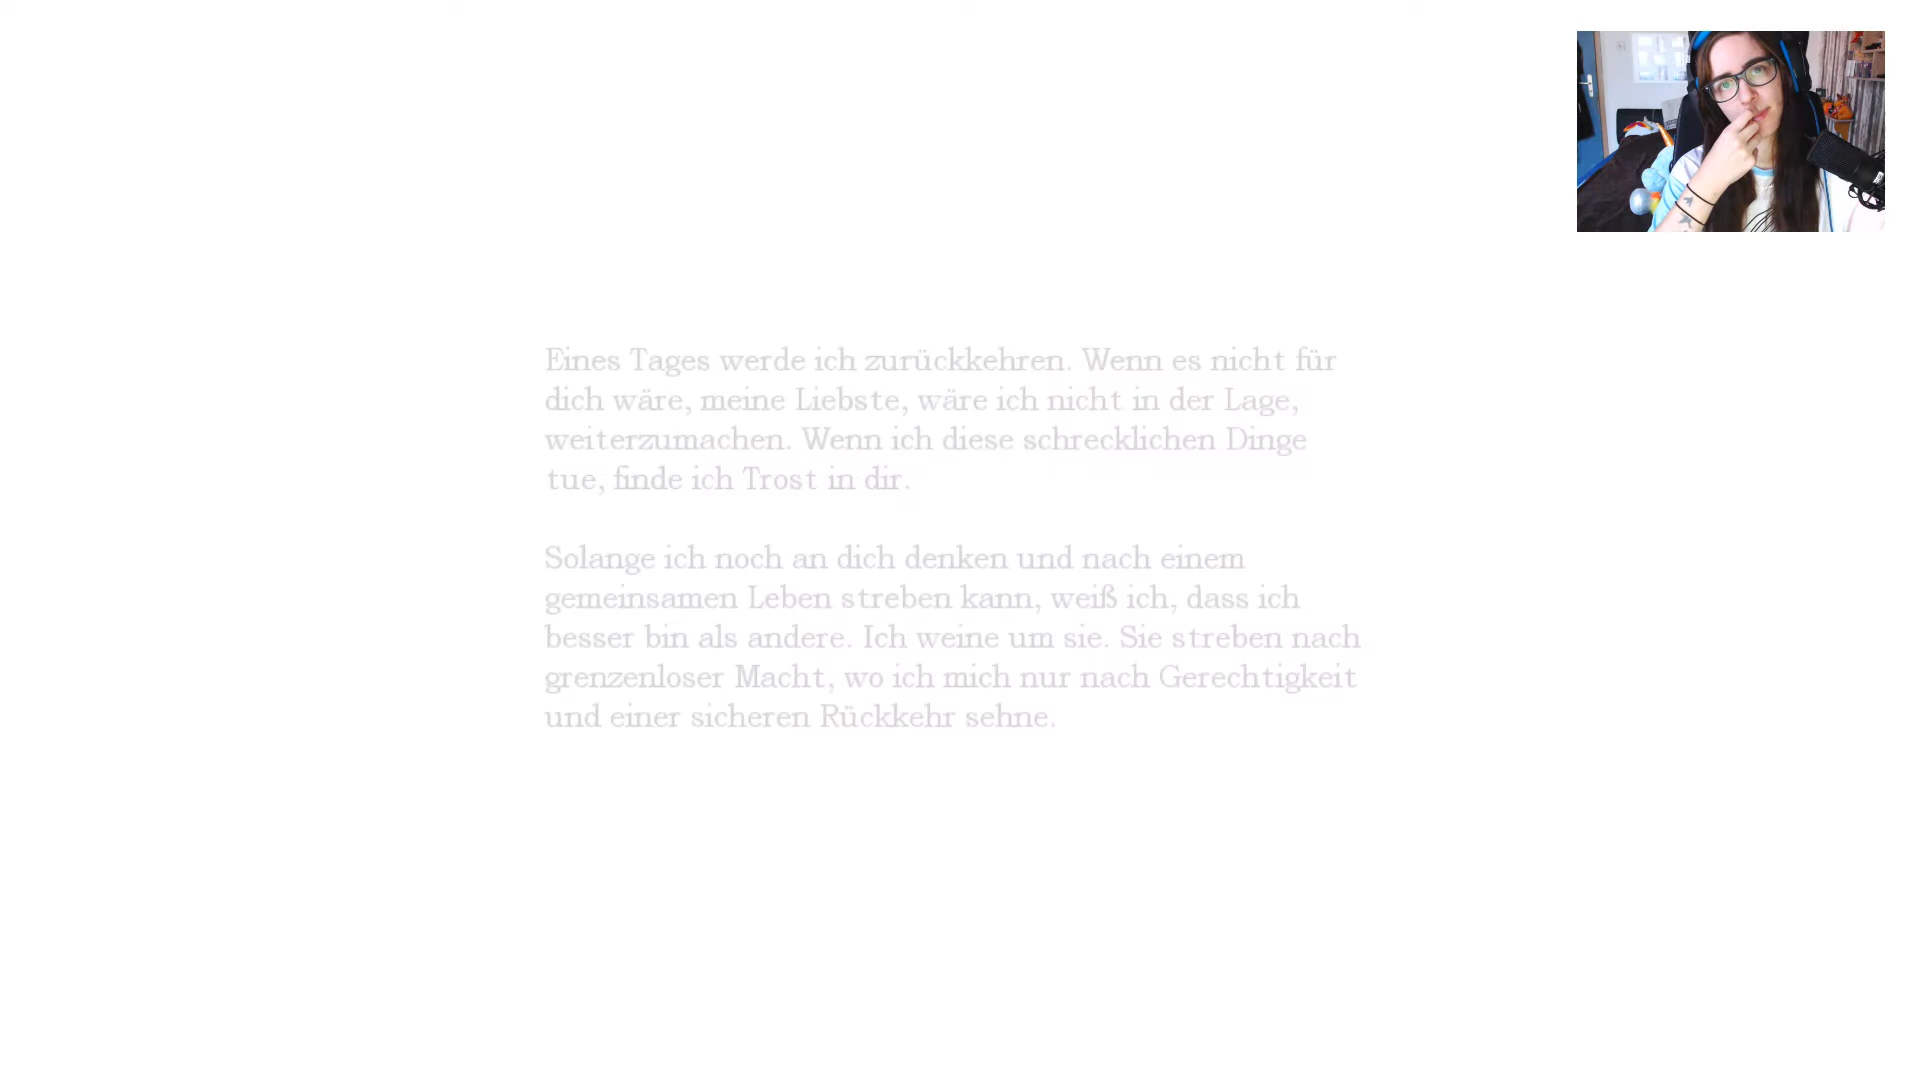 Eines Tages werde ich zurückkehren. Wenn es nicht für
dich wäre, meine Liebste, wäre ich nicht in der Lage,
weiterzumachen. Wenn ich diese schrecklichen Dinge
tue, finde ich Trost in dir.
Solange ich noch an dich denken und nach einem
gemeinsamen Leben streben kann, weiß ich, dass ich
besser bin als andere. Ich weine um sie. Sie streben nach
grenzenloser Macht, wo ich mich nur nach Gerechtigkeit
und einer sicheren Rückkehr sehne.